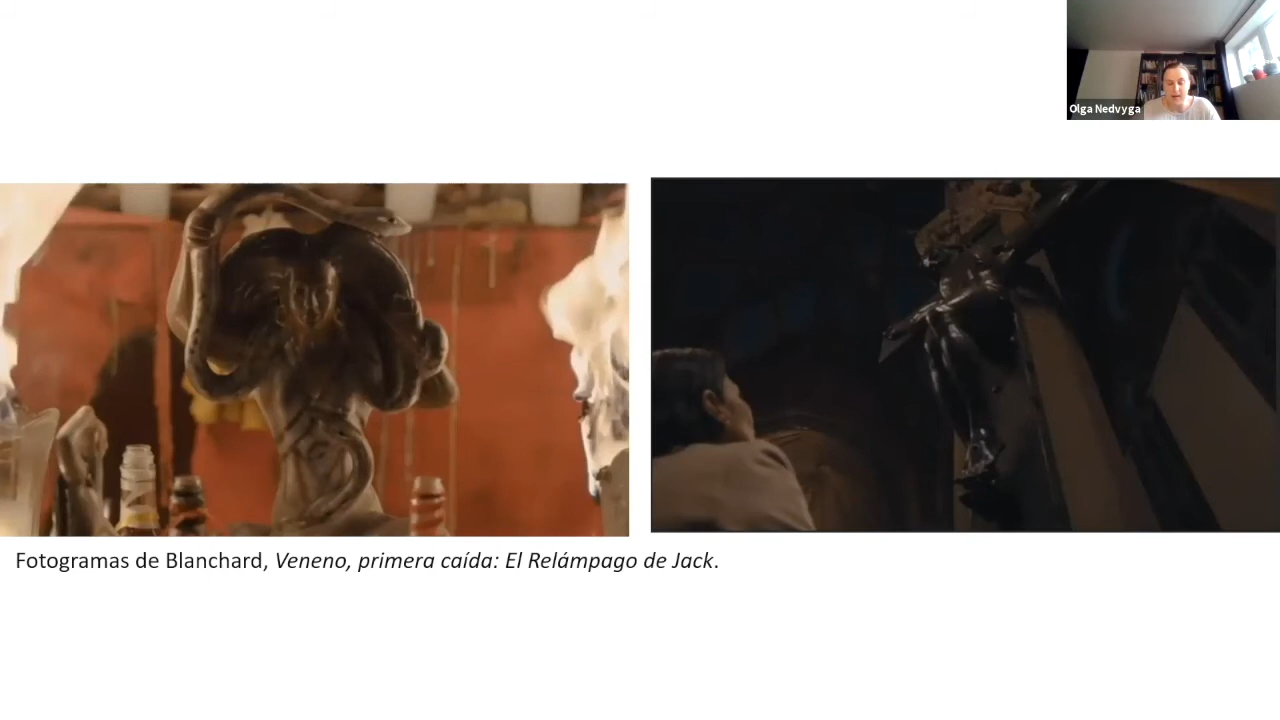 Olga Nedvyga
Fotogramas de Blanchard, Veneno, primera caída: El Relámpago de Jack.